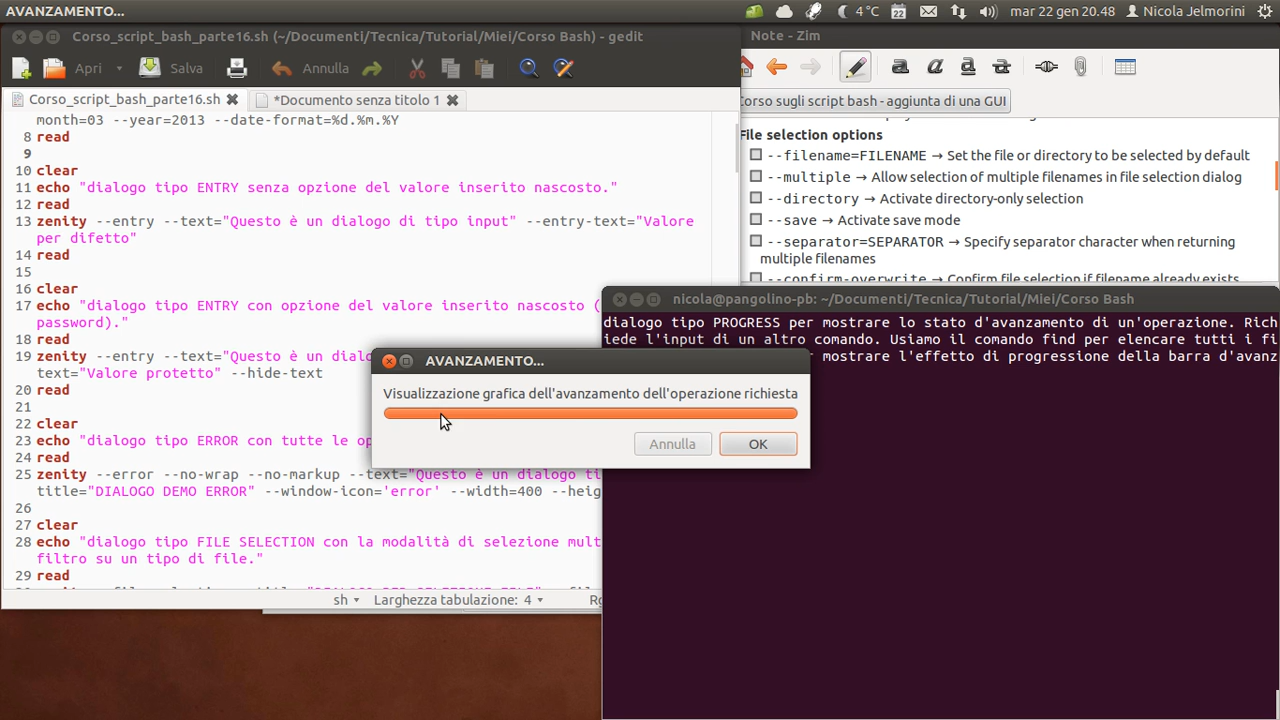 AVANZAMENTO...
4 °C
22
mar 22 gen 20.48
Nicola Jelmorini
Corso_script_bash_parte16.sh (~/Documenti/Tecnica/Tutorial/Miei/Corso Bash) - gedit
Apri
Salva
Annulla
Corso_script_bash_parte16.sh
*Documento senza titolo 1
month=03 --year=2013 --date-format=%d.%m.%Y
8 read
9
10 clear
11 echo "dialogo tipo ENTRY senza opzione del valore inserito nascosto."
12 read
13 zenity --entry --text="Questo è un dialogo di tipo input" --entry-text="Valore
per difetto"
14 read
15
16 clear
17 echo "dialogo tipo ENTRY con opzione del valore inserito nascosto (
password)."
18 read
19 zenity --entry --text="Questo è un dialo
text="Valore protetto" --hide-text
20 read
21
22 clear
23 echo "dialogo tipo ERROR con tutte le op
24 read
25 zenity --error --no-wrap --no-markup --text="Questo è un dialogo ti
title="DIALOGO DEMO ERROR" --window-icon='error' --width=400 --heig
26
27 clear
28 echo "dialogo tipo FILE SELECTION con la modalità di selezione mult
filtro su un tipo di file."
29 read
sh
Larghezza tabulazione: 4
Note - Zim
Corso sugli script bash - aggiunta di una GUI
File selection options
--filename=FILENAME → Set the file or directory to be selected by default
--multiple → Allow selection of multiple filenames in file selection dialog
--directory → Activate directory-only selection
--save → Activate save mode
--separator=SEPARATOR → Specify separator character when returning
multiple filenames
--confirm-overwrite → Confirm file selection if filename already exists
nicola@pangolino-pb: ~/Documenti/Tecnica/Tutorial/Miei/Corso Bash
dialogo tipo PROGRESS per mostrare lo stato d'avanzamento di un'operazione. Rich
iede l'input di un altro comando. Usiamo il comando find per elencare tutti i fi
mostrare l'effetto di progressione della barra d'avanz
AVANZAMENTO...
Visualizzazione grafica dell'avanzamento dell'operazione richiesta
Annulla
OK